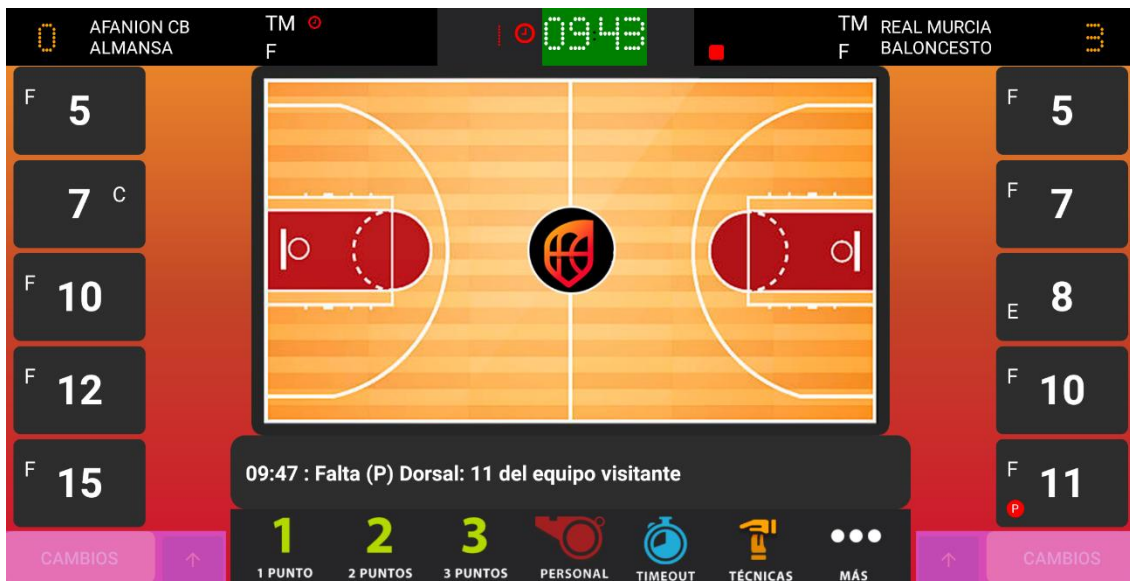 0
AFANION CB
ALMANSA
TM
F
1
09:43
TM
F
REAL MURCIA
BALONCESTO
3
F 5
7 C
F 10
F 12
F 15
CAMBIOS
F 5
F 7
E 8
F 10
F 11
P
CAMBIOS
09:47 : Falta (P) Dorsal: 11 del equipo visitante
1
1 PUNTO
2
2 PUNTOS
3
3 PUNTOS
PERSONAL
TIMEOUT
TÉCNICAS
MÁS